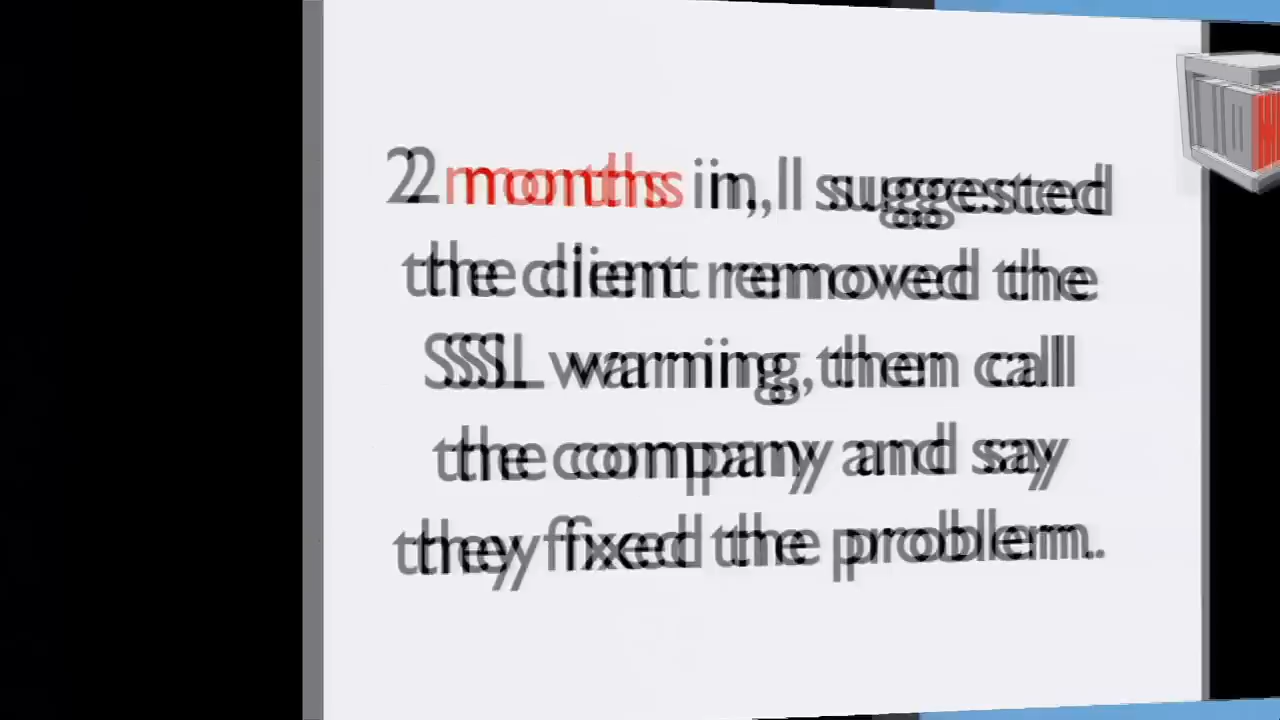 2 months in, I suggested
the client removed the
SSL warning, then call
the company and say
they fixed the problem.